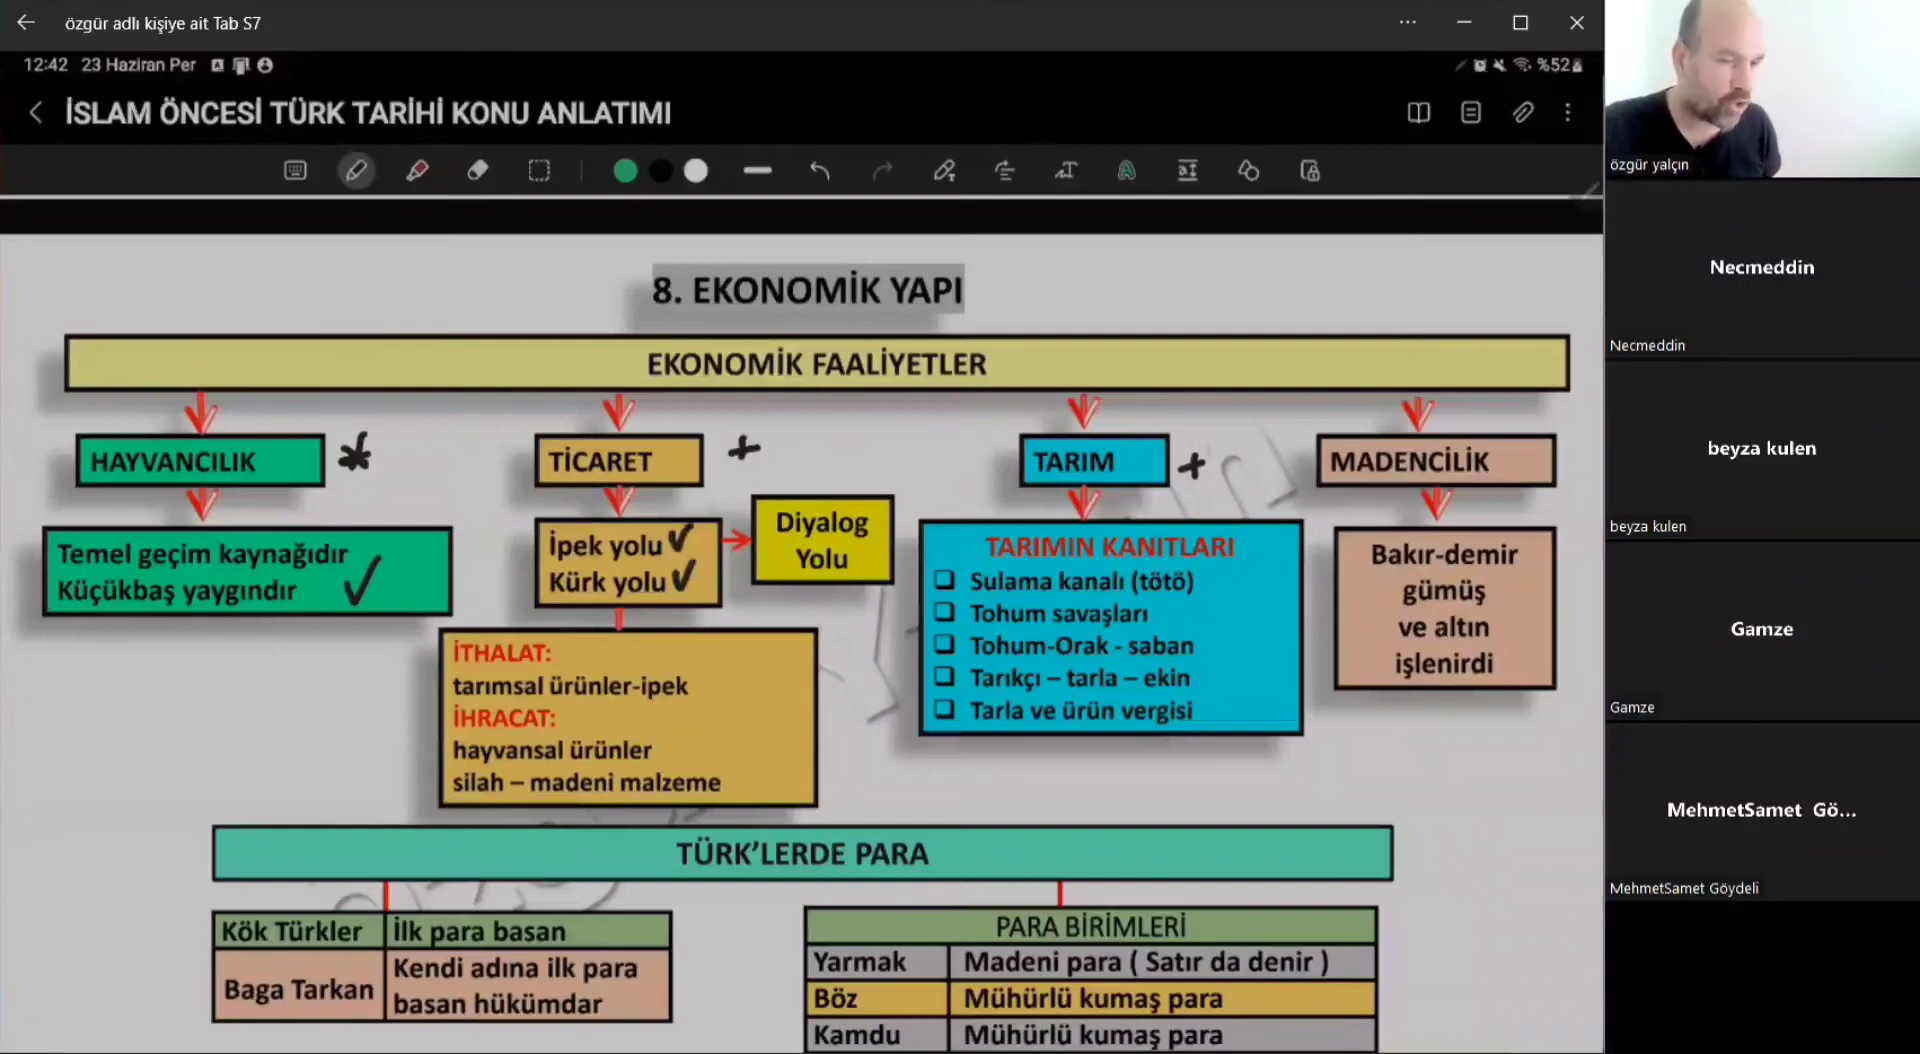 özgür adlı kişiye ait Tab S7
12:42 23 Haziran Per
%52
İSLAM ÖNCESİ TÜRK TARİHİ KONU ANLATIMI
8. EKONOMİK YAPI
EKONOMİK FAALİYETLER
HAYVANCILIK
Temel geçim kaynağıdır
Küçükbaş yaygındır
TİCARET
İpek yolu
Kürk yolu
Diyalog
Yolu
İTHALAT:
tarımsal ürünler-ipek
İHRACAT:
hayvansal ürünler
silah – madeni malzeme
TARIM
TARIMIN KANITLARI
Sulama kanalı (tötö)
Tohum savaşları
Tohum-Orak - saban
Tarıkçı – tarla – ekin
Tarla ve ürün vergisi
MADENCİLİK
Bakır-demir
gümüş
ve altın
işlenirdi
TÜRK’LERDE PARA
Kök Türkler İlk para basan
Baga Tarkan Kendi adına ilk para
basan hükümdar
PARA BİRİMLERİ
Yarmak Madeni para ( Satır da denir )
Böz Mühürlü kumaş para
Kamdu Mühürlü kumaş para
özgür yalçın
Necmeddin
Necmeddin
beyza kulen
beyza kulen
Gamze
Gamze
MehmetSamet Gö...
MehmetSamet Göydeli